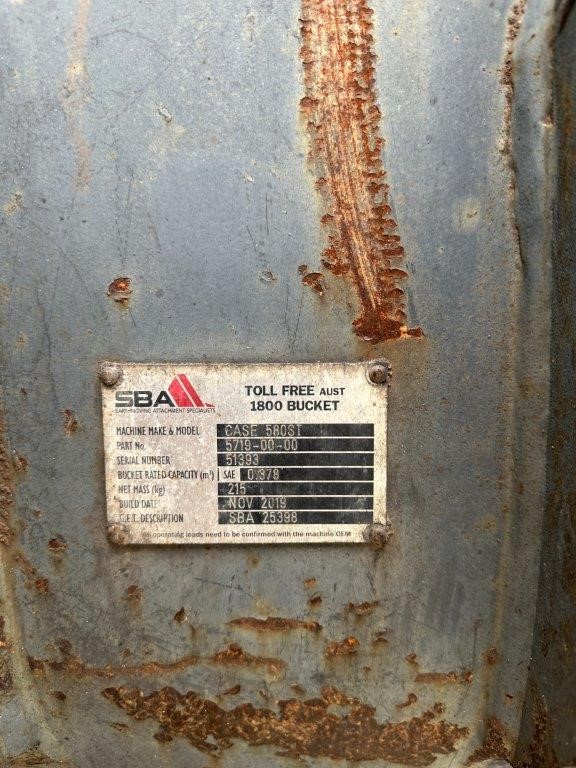 SBA
EARTHMOVING ATTACHMENT SPECIALISTS
TOLL FREE AUST
1800 BUCKET
MACHINE MAKE & MODEL CASE 580ST
PART No. 5719-00-00
SERIAL NUMBER 51393
BUCKET RATED CAPACITY (m³) SAE 0.378
NET MASS (kg) 215
BUILD DATE NOV 2019
G.E.T. DESCRIPTION SBA 25398
All operating loads need to be confirmed with the machine OEM